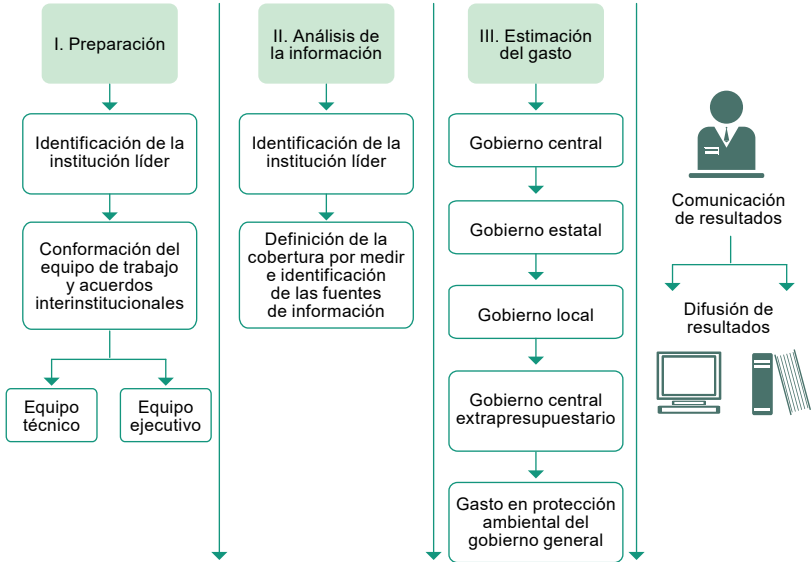 I. Preparación
Identificación de la
institución líder
Conformación del
equipo de trabajo
y acuerdos
interinstitucionales
Equipo
técnico
Equipo
ejecutivo
II. Análisis de
la información
Identificación de la
institución líder
Definición de la
cobertura por medir
e identificación
de las fuentes
de información
III. Estimación
del gasto
Gobierno central
Gobierno estatal
Gobierno local
Gobierno central
extrapresupuestario
Gasto en protección
ambiental del
gobierno general
Comunicación
de resultados
Difusión de
resultados